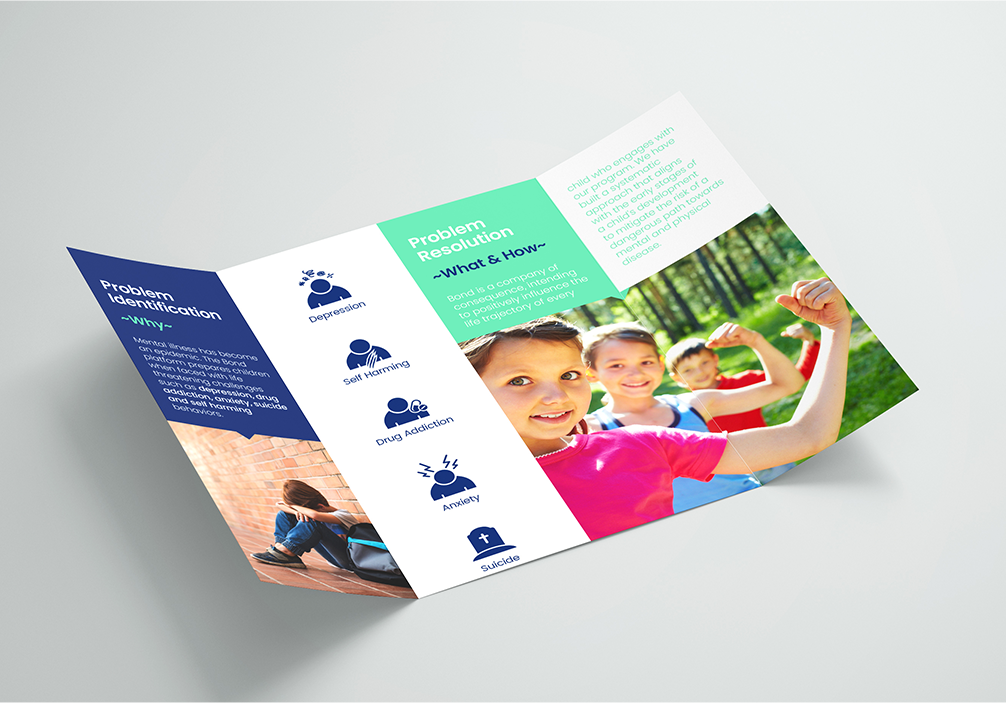 Problem
Identification
~Why~
Mental illness has become
an epidemic. The Bond
platform prepares children
when faced with life
threatening challenges
such as depression, drug
addiction, anxiety, suicide
and self harming
behaviors.
Depression
Self Harming
Drug Addiction
Anxiety
Suicide
Problem
Resolution
~What & How~
Bond is a company of
consequence, intending
to postitively influence the
life trajectory of every
child who engages with
our program. We have
built a systematic
approach that aligns
with the early stages of
a child's development
to mitigate the risk of a
dangerous path towards
mental and physical
disease.